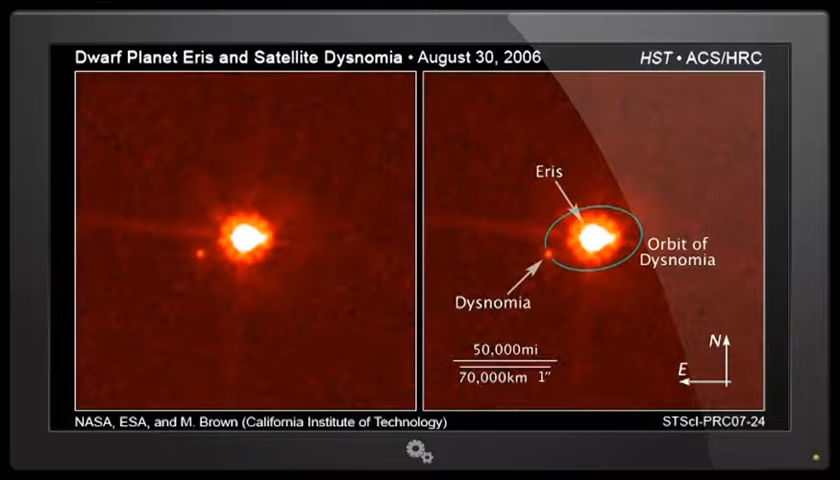 Dwarf Planet Eris and Satellite Dysnomia • August 30, 2006
HST • ACS/HRC
Eris
Orbit of
Dysnomia
Dysnomia
50,000mi
70,000km 1"
N
E
NASA, ESA, and M. Brown (California Institute of Technology)
STScI-PRC07-24